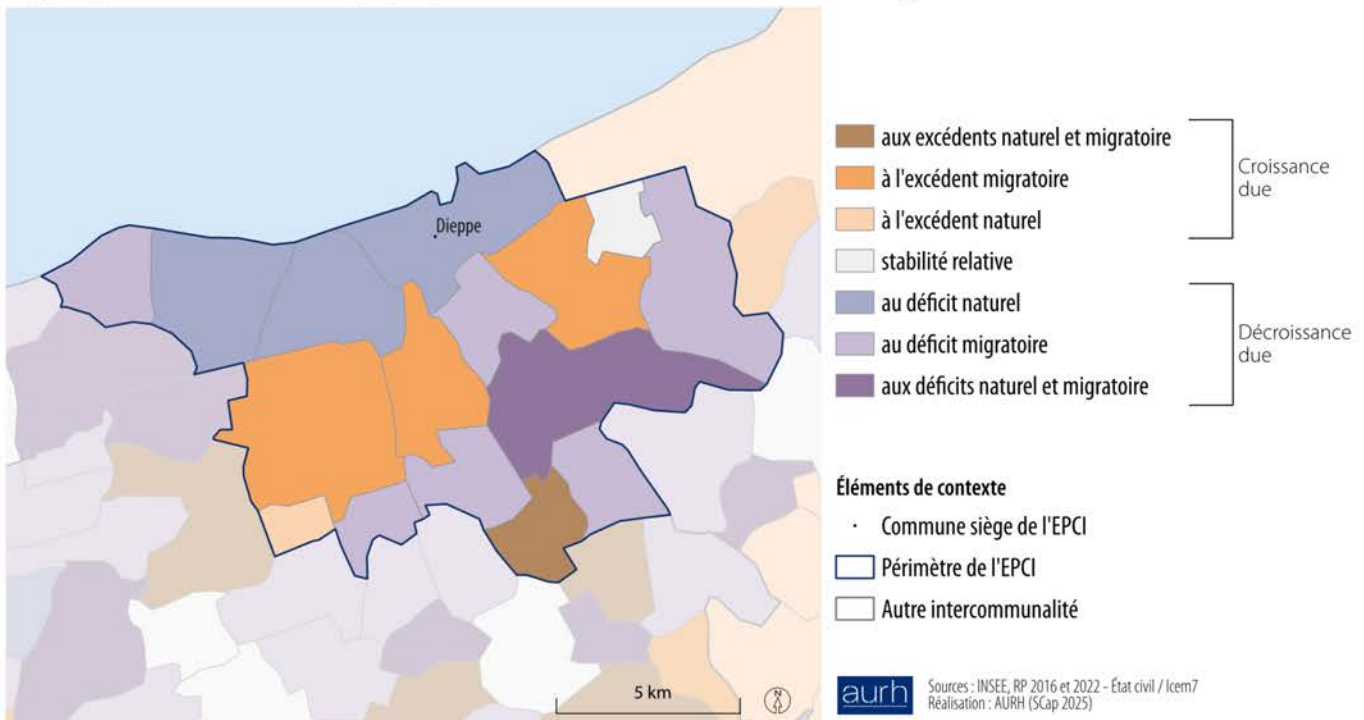 Dieppe
5 km
aux excédents naturel et migratoire
à l'excédent migratoire
à l'excédent naturel
stabilité relative
au déficit naturel
au déficit migratoire
aux déficits naturel et migratoire
Croissance
due
Décroissance
due
Éléments de contexte
Commune siège de l'EPCI
Périmètre de l'EPCI
Autre intercommunalité
aurh
Sources : INSEE, RP 2016 et 2022 - État civil / Icem7
Réalisation : AURH (SCap 2025)